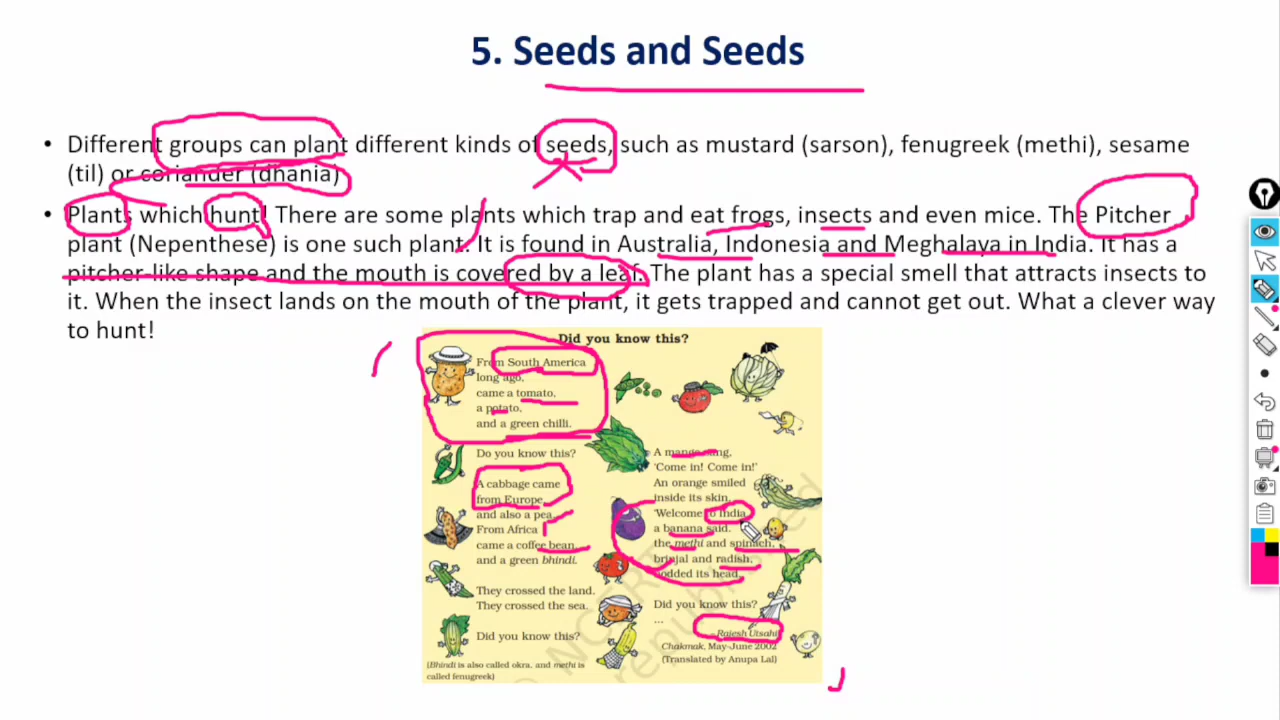 5. Seeds and Seeds
• Different groups can plant different kinds of seeds, such as mustard (sarson), fenugreek (methi), sesame
(til) or coriander (dhania)
• Plants which hunt! There are some plants which trap and eat frogs, insects and even mice. The Pitcher
plant (Nepenthese) is one such plant. It is found in Australia, Indonesia and Meghalaya in India. It has a
pitcher-like shape and the mouth is covered by a leaf. The plant has a special smell that attracts insects to
it. When the insect lands on the mouth of the plant, it gets trapped and cannot get out. What a clever way
to hunt!
Did you know this?
From South America
long ago,
came a tomato,
a potato,
and a green chilli.
Do you know this?
A cabbage came
from Europe,
and also a pea.
From Africa
came a coffee bean,
and a green bhindi.
They crossed the land.
They crossed the sea.
Did you know this?
(Bhindi is also called okra, and methi is
called fenugreek)
A mango sang,
'Come in! Come in!'
An orange smiled
inside its skin.
'Welcome to India,
a banana said.
the methi and spinach,
brinjal and radish,
nodded its head.
Did you know this?
...
– Rajesh Utsahi
Chakmak, May-June 2002
(Translated by Anupa Lal)